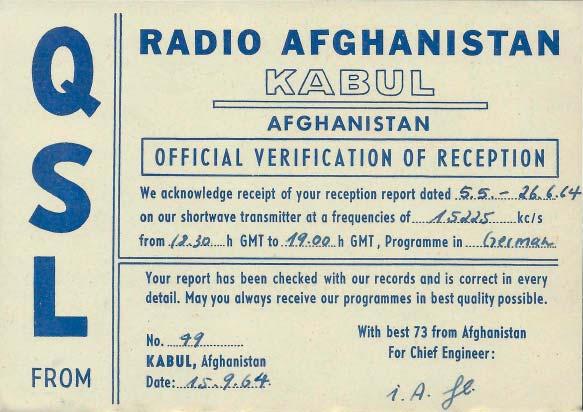 QSL
FROM
RADIO AFGHANISTAN
KABUL
AFGHANISTAN
OFFICIAL VERIFICATION OF RECEPTION
We acknowledge receipt of your reception report dated 5.5. - 26.6.64
on our shortwave transmitter at a frequencies of 15225 kc/s
from 12.30 h GMT to 19.00 h GMT, Programme in German
Your report has been checked with our records and is correct in every
detail. May you always receive our programmes in best quality possible.
No. 99
KABUL, Afghanistan
Date: 15.9.64
With best 73 from Afghanistan
For Chief Engineer:
i.A.